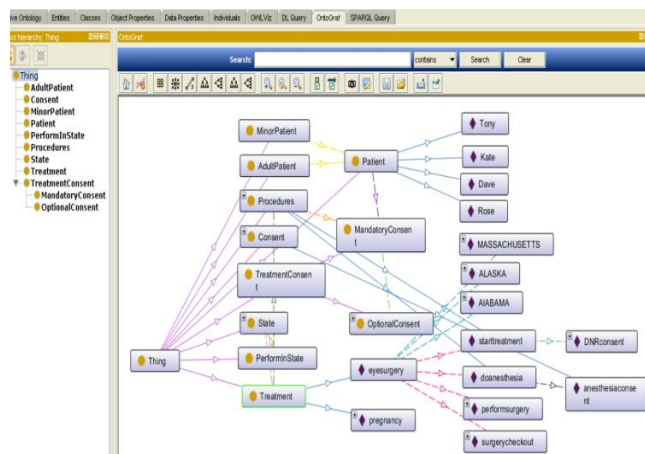 ive Ontology Entities Classes Object Properties Data Properties Individuals OWLViz DL Query OntoGraf SPARQL Query
ss hierarchy: Thing
OntoGraf
Search: contains Search Clear
Thing
AdultPatient
Consent
MinorPatient
Patient
PerformInState
Procedures
State
Treatment
TreatmentConsent
MandatoryConsent
OptionalConsent
MinorPatient
AdultPatient
Procedures
Consent
TreatmentConsen
t
State
PerformInState
Thing
Treatment
Patient
MandatoryConsen
t
OptionalConsent
eyesurgery
pregnancy
Tony
Kate
Dave
Rose
MASSACHUSETTS
ALASKA
AlABAMA
starttreatment
DNRconsent
doanesthesia
anesthesiaconse
nt
performsurgery
surgerycheckout